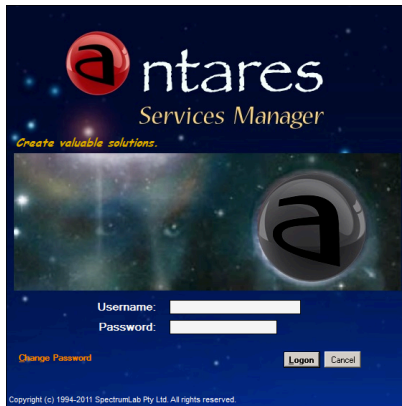 antares
Services Manager
Create valuable solutions.
a
Username:
Password:
Change Password
Logon Cancel
Copyright (c) 1994-2011 SpectrumLab Pty Ltd. All rights reserved.